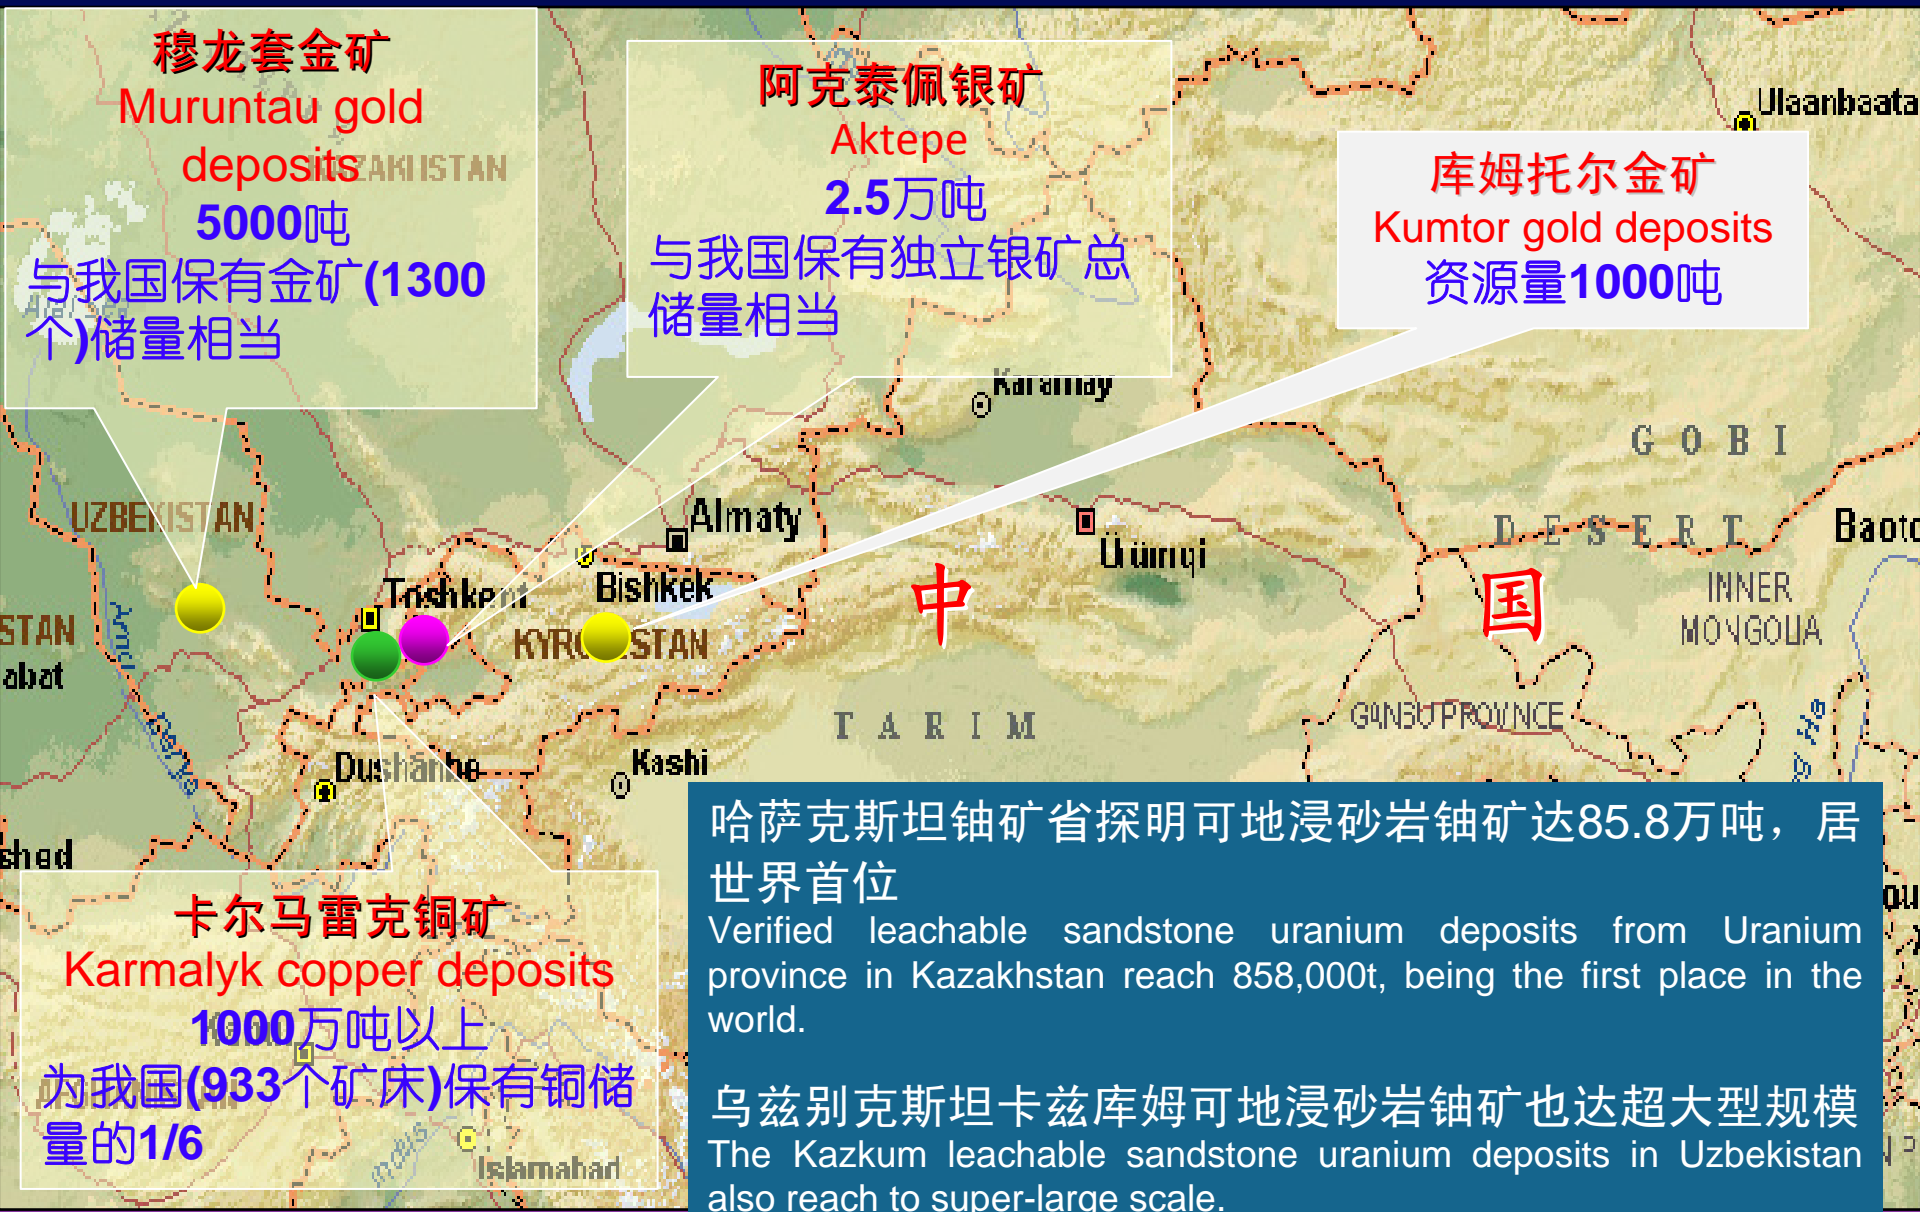 穆龙套金矿
Muruntau gold
deposits
5000吨
与我国保有金矿(1300
个)储量相当
阿克泰佩银矿
Aktepe
2.5万吨
与我国保有独立银矿总
储量相当
库姆托尔金矿
Kumtor gold deposits
资源量1000吨
Ulaanbaata
KAZAKHSTAN
Karamay
GOBI
DESERT
UZBEKISTAN
Almaty
Ürümqi
Baoto
Toshkent
Bishkek
中
国
INNER
MONGOLIA
STAN
abat
KYRG STAN
TARIM
GANSU PROVINCE
Dushanbe
Kashi
shad
卡尔马雷克铜矿
Karmalyk copper deposits
1000万吨以上
为我国(933个矿床)保有铜储
量的1/6
Islamabad
哈萨克斯坦铀矿省探明可地浸砂岩铀矿达85.8万吨，居
世界首位
Verified leachable sandstone uranium deposits from Uranium
province in Kazakhstan reach 858,000t, being the first place in the
world.
乌兹别克斯坦卡兹库姆可地浸砂岩铀矿也达超大型规模
The Kazkum leachable sandstone uranium deposits in Uzbekistan
also reach to super-large scale.